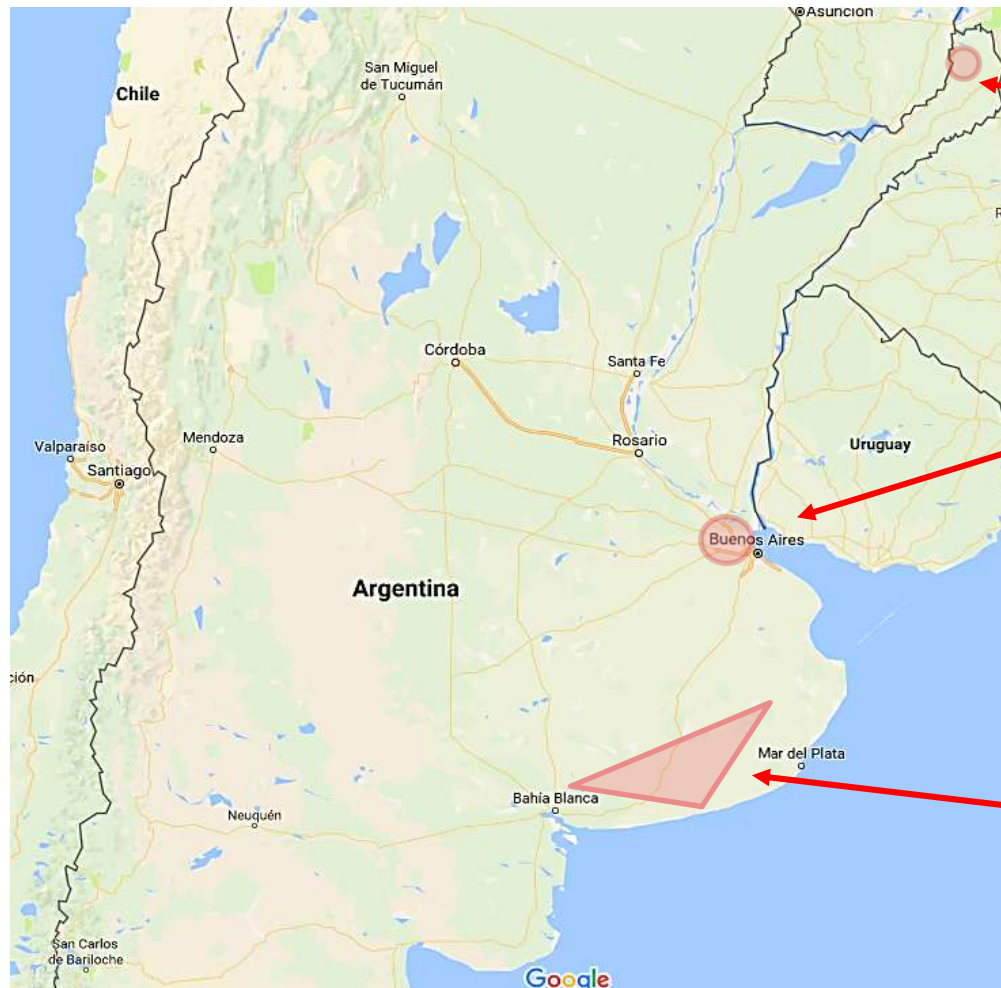 Asunción
San Miguel
de Tucumán
Chile
R
Córdoba
Santa Fe
Mendoza
Rosario
Valparaíso
Uruguay
Santiago
Buenos Aires
Argentina
ción
Mar del Plata
Bahía Blanca
Neuquén
San Carlos
de Bariloche
Google